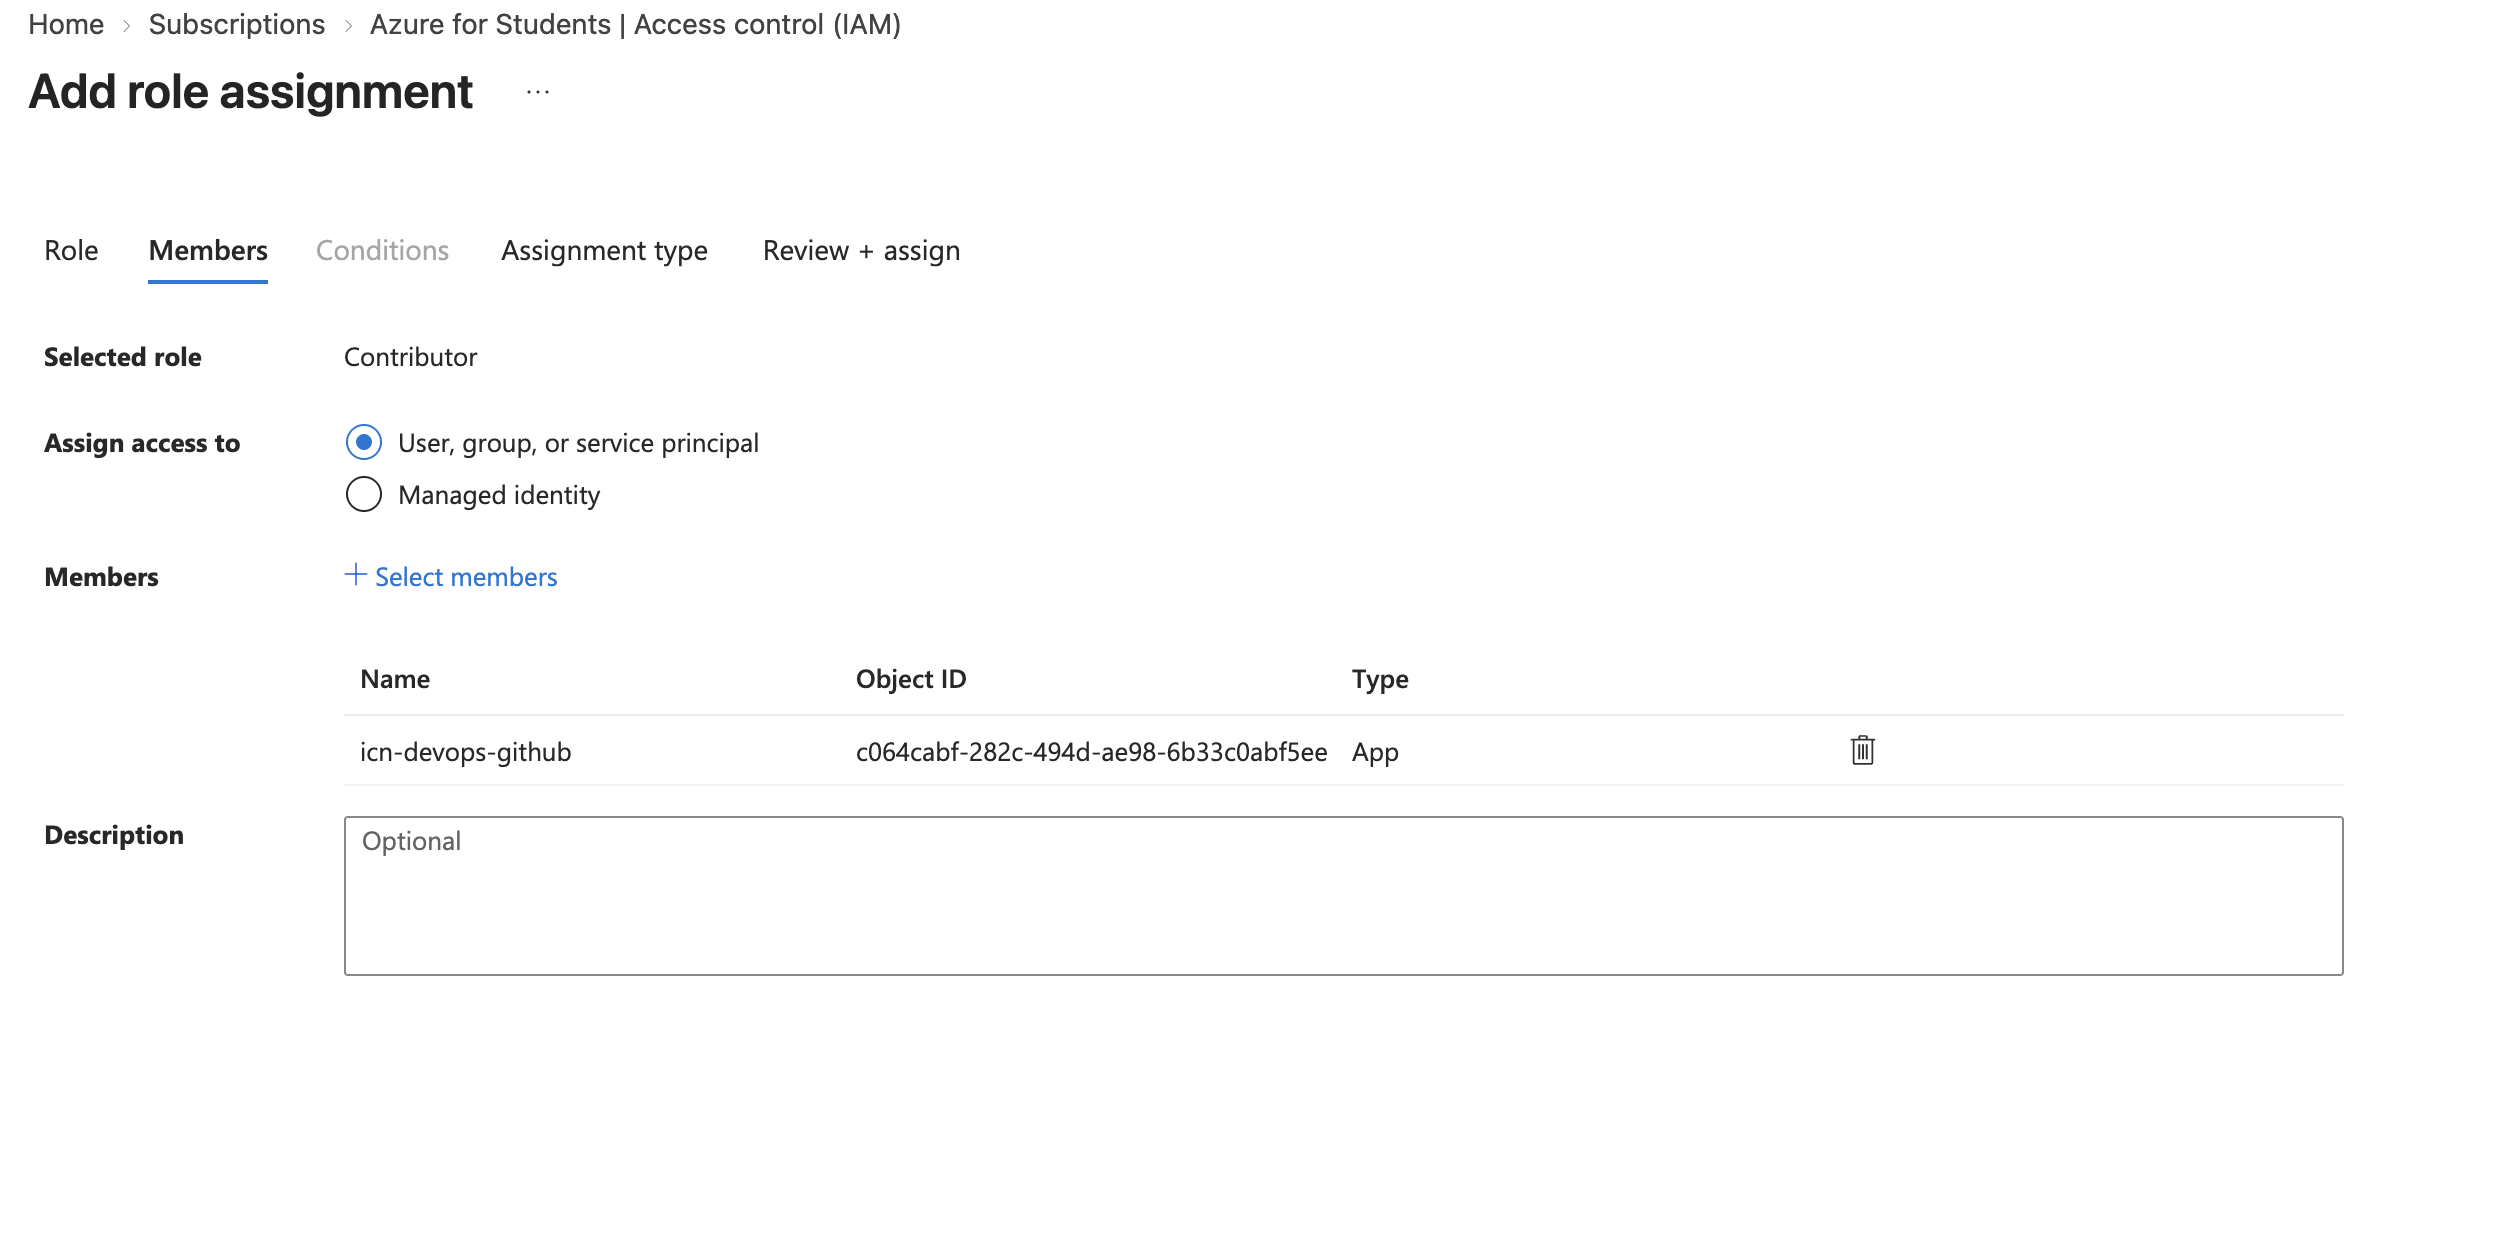 Home > Subscriptions > Azure for Students | Access control (IAM)
Add role assignment ...
Role Members Conditions Assignment type Review + assign
Selected role Contributor
Assign access to User, group, or service principal
Managed identity
Members + Select members
Name Object ID Type
icn-devops-github c064cabf-282c-494d-ae98-6b33c0abf5ee App
Description Optional